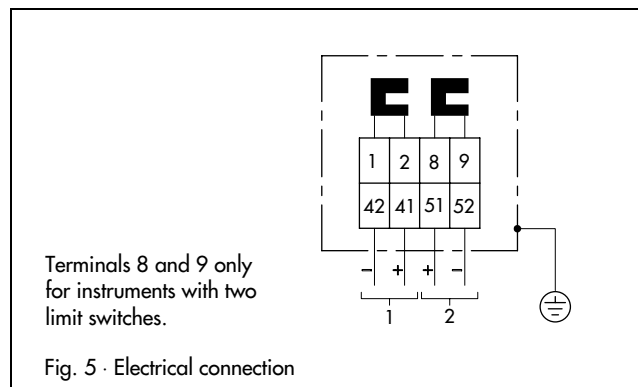 1 2 8 9
42 41 51 52
− + + −
1 2
Terminals 8 and 9 only
for instruments with two
limit switches.
Fig. 5 · Electrical connection